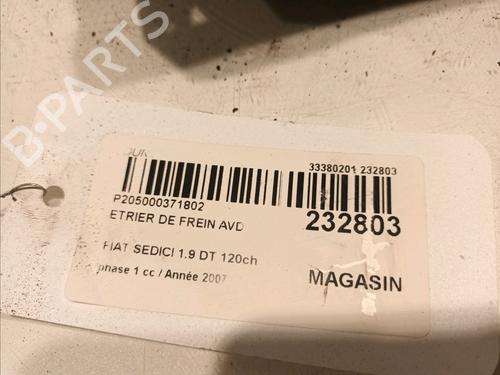 33380201 232803
P205000371802
ETRIER DE FREIN AVD
232803
FIAT SEDICI 1.9 DT 120ch
phase 1 cc / Année 2007
MAGASIN
B-PARTS